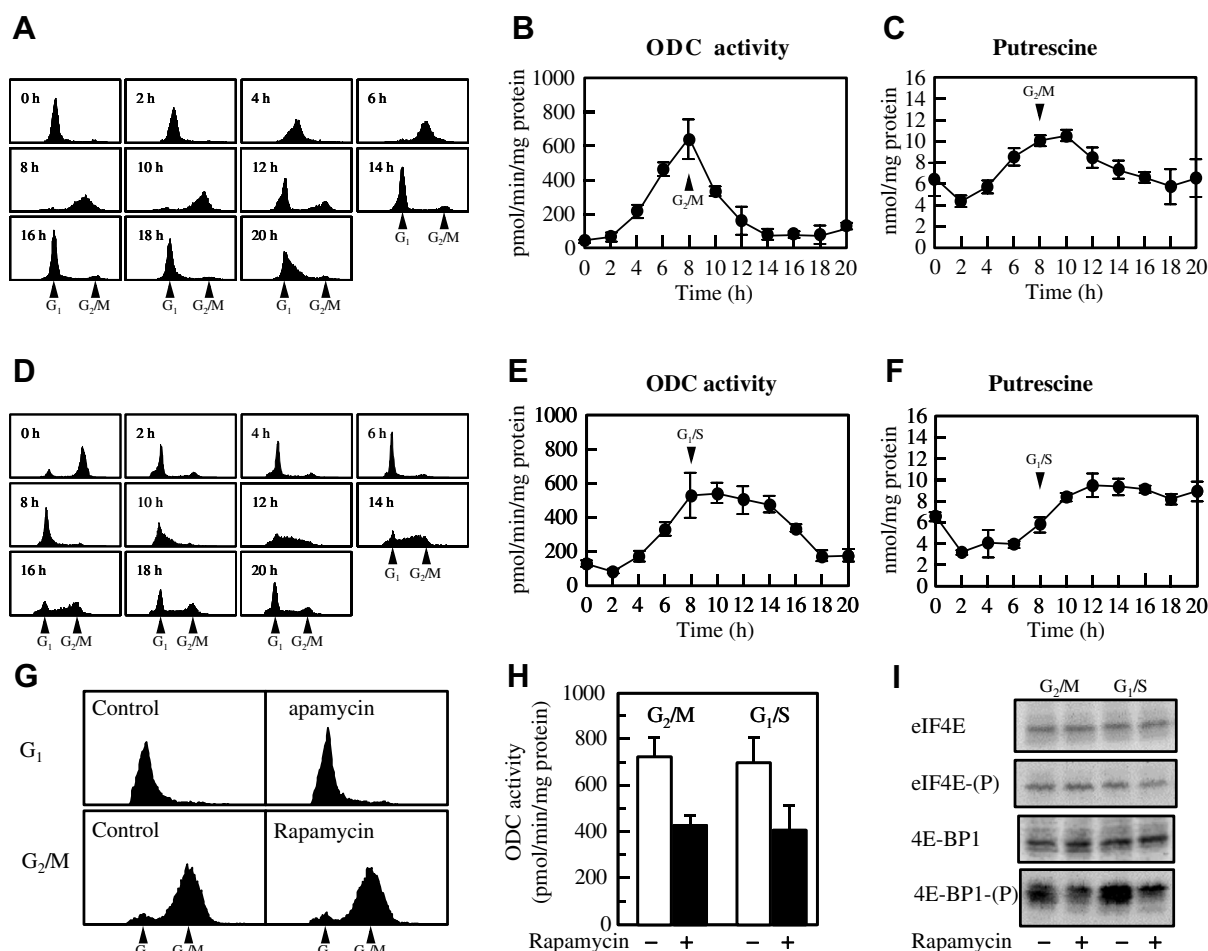 A
0 h
2 h
4 h
6 h
8 h
10 h
12 h
14 h
G1 G2/M
16 h
18 h
20 h
G1 G2/M
G1 G2/M
G1 G2/M
B
ODC activity
pmol/min/mg protein
1000
800
600
400
200
0
G2/M
0 2 4 6 8 10 12 14 16 18 20
Time (h)
C
Putrescine
nmol/mg protein
16
14
12
10
8
6
4
2
0
G2/M
0 2 4 6 8 10 12 14 16 18 20
Time (h)
D
0 h
2 h
4 h
6 h
8 h
10 h
12 h
14 h
G1 G2/M
16 h
18 h
20 h
G1 G2/M
G1 G2/M
G1 G2/M
E
ODC activity
pmol/min/mg protein
1000
800
600
400
200
0
G1/S
0 2 4 6 8 10 12 14 16 18 20
Time (h)
F
Putrescine
nmol/mg protein
16
14
12
10
8
6
4
2
0
G1/S
0 2 4 6 8 10 12 14 16 18 20
Time (h)
G
G1
Control
apamycin
G2/M
Control
Rapamycin
H
ODC activity
(pmol/min/mg protein)
1000
800
600
400
200
0
G2/M G1/S
Rapamycin − + − +
I
G2/M G1/S
eIF4E
eIF4E-(P)
4E-BP1
4E-BP1-(P)
Rapamycin − + − +